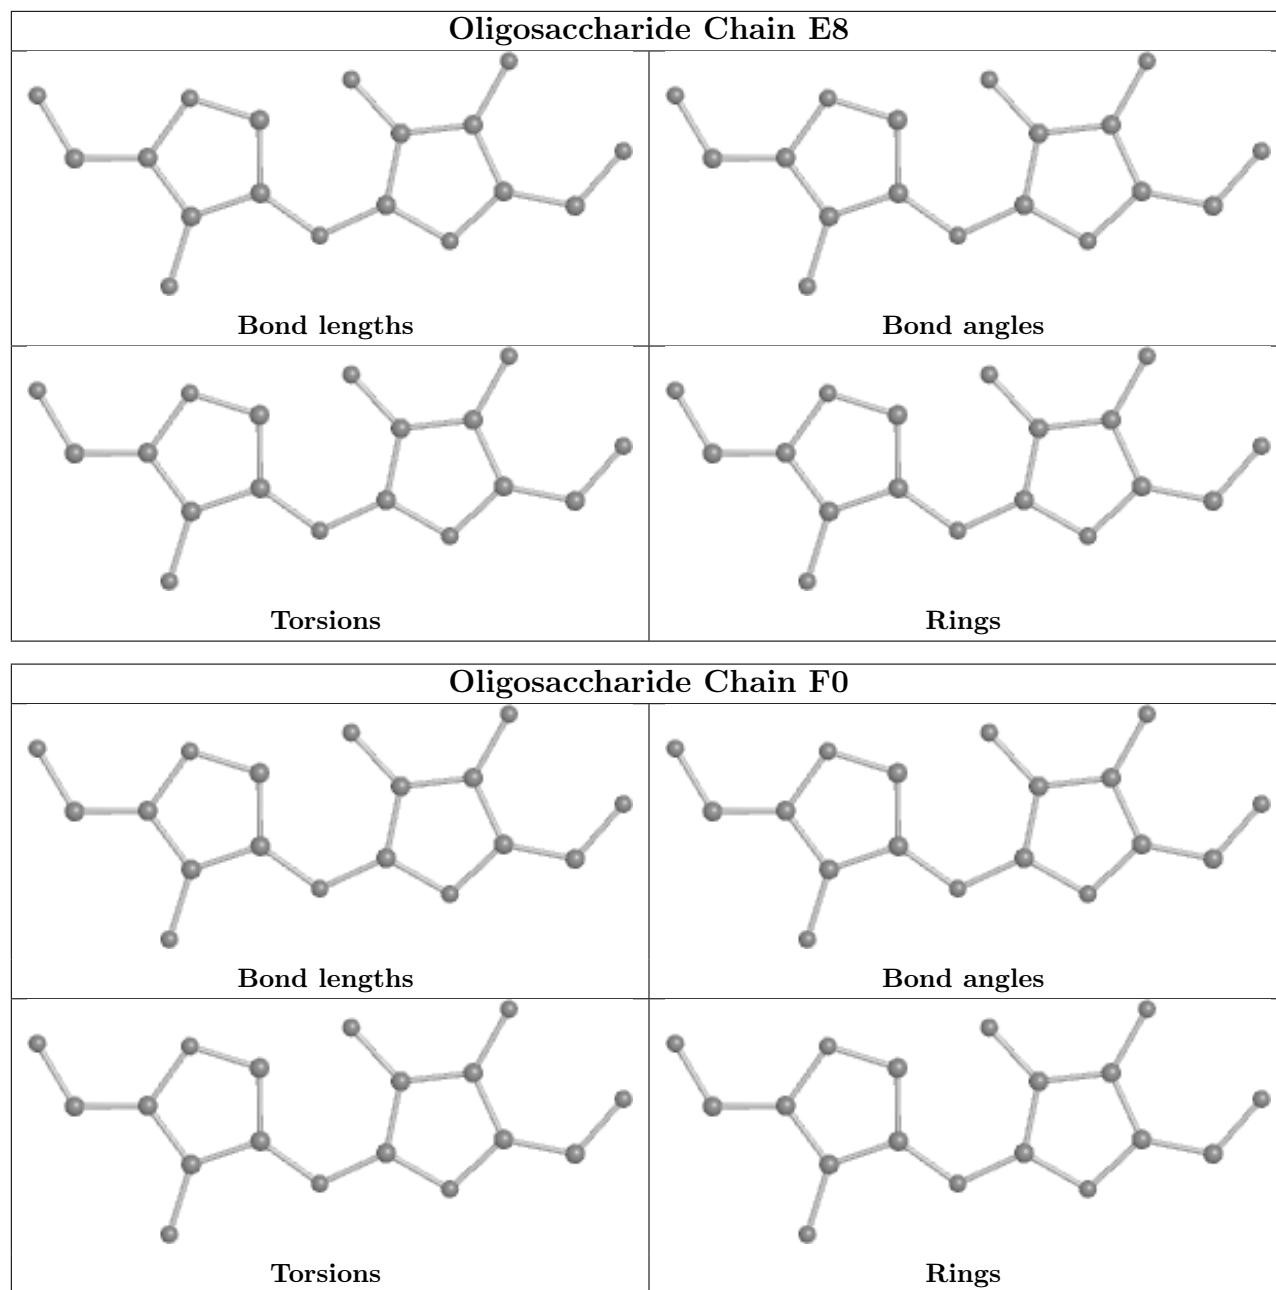 Oligosaccharide Chain E8
Bond lengths
Bond angles
Torsions
Rings
Oligosaccharide Chain F0
Bond lengths
Bond angles
Torsions
Rings